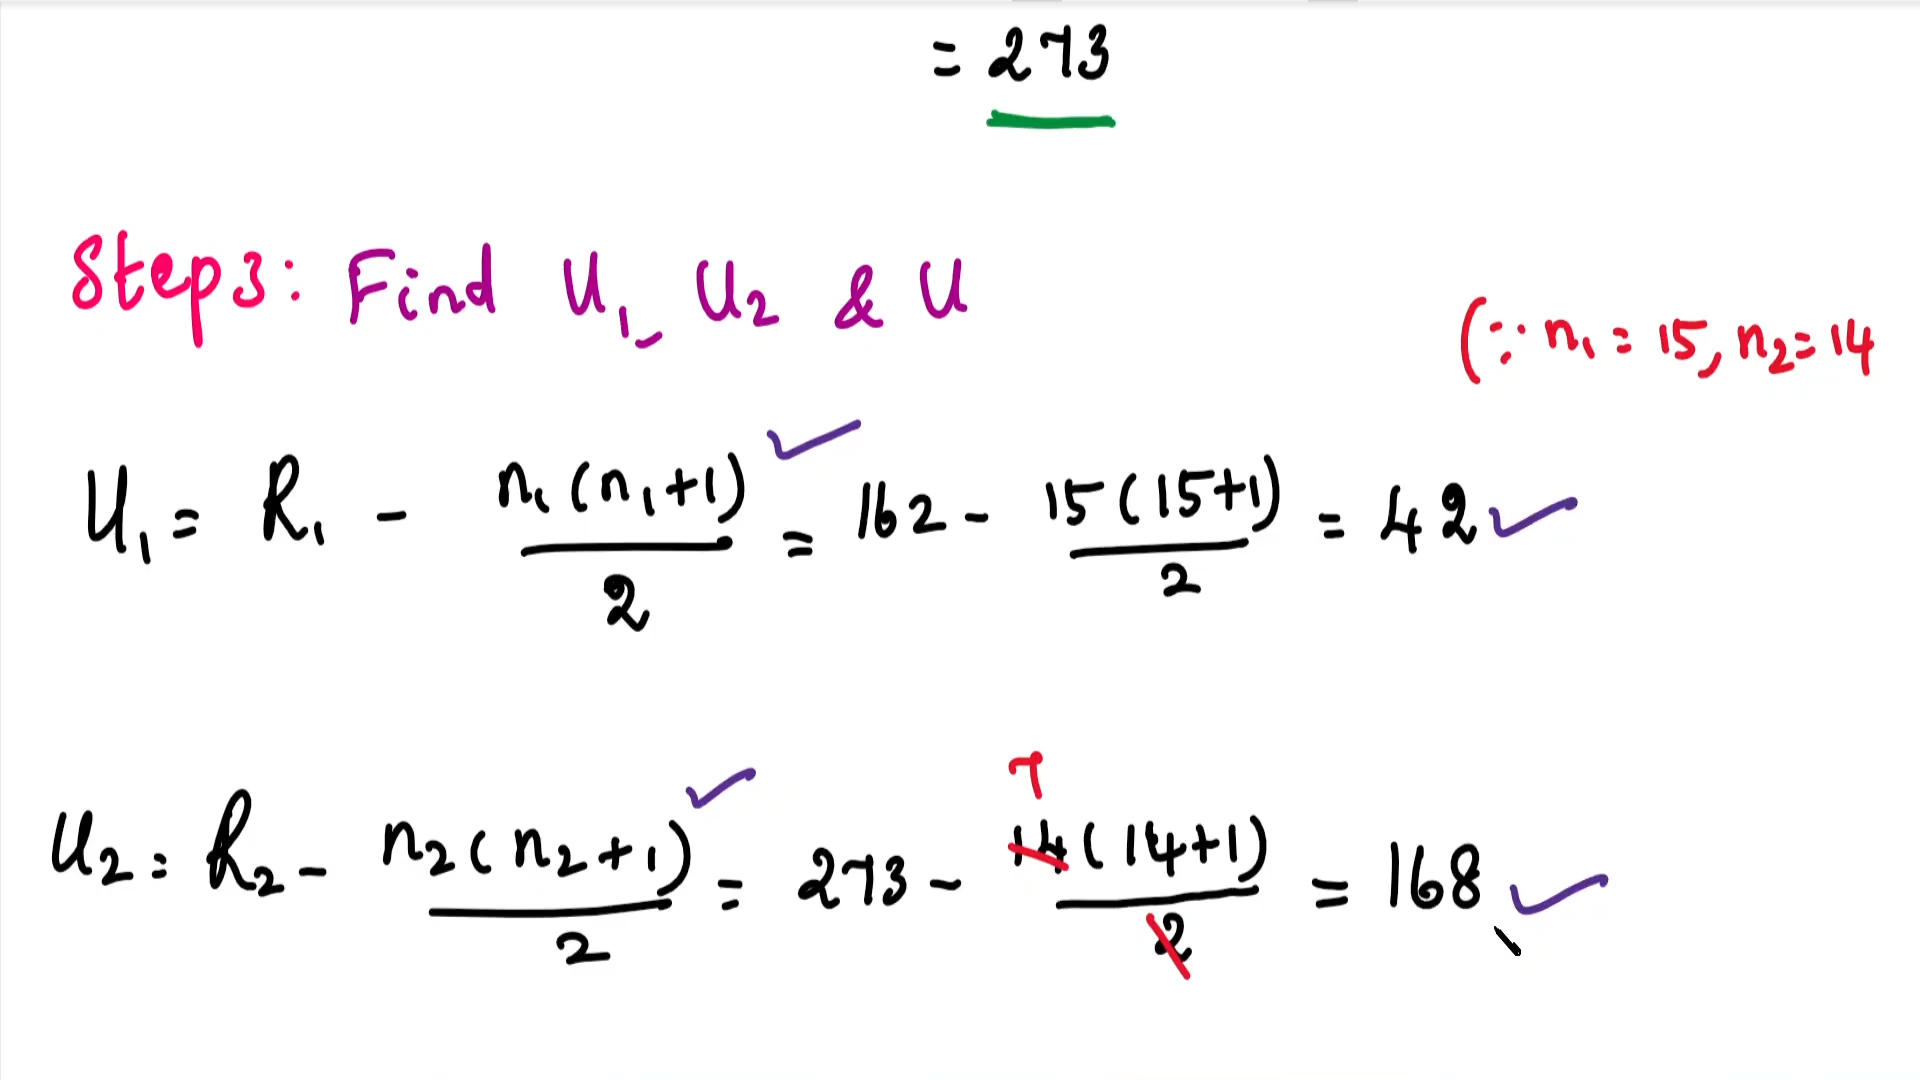 = 273
Step3: Find U₁, U₂ & U
(∵ n₁ = 15, n₂ = 14
U₁ = R₁ - n₁(n₁+1)/2 = 162 - 15(15+1)/2 = 42 ✓
U₂ = R₂ - n₂(n₂+1)/2 = 273 - 7 14(14+1)/2 = 168 ✓